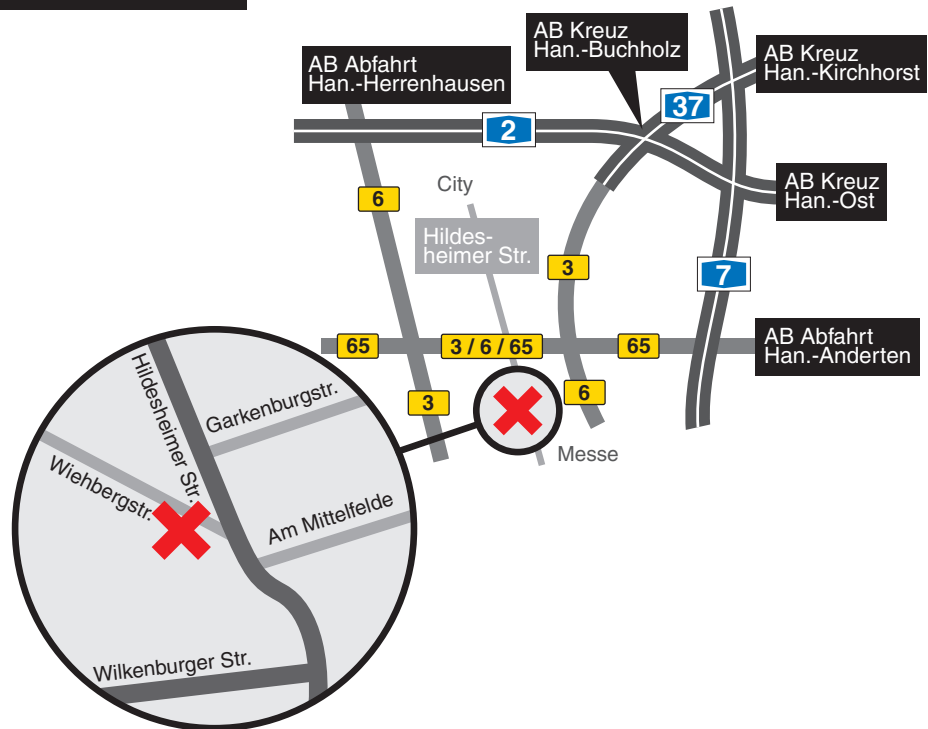 AB Kreuz
Han.-Buchholz
AB Kreuz
Han.-Kirchhorst
AB Abfahrt
Han.-Herrenhausen
37
2
City
6
AB Kreuz
Han.-Ost
Hildes-
heimer Str.
3
7
65
3 / 6 / 65
65
AB Abfahrt
Han.-Anderten
3
6
Messe
Hildesheimer Str.
Garkenburgstr.
Wiehbergstr.
Am Mittelfelde
Wilkenburger Str.